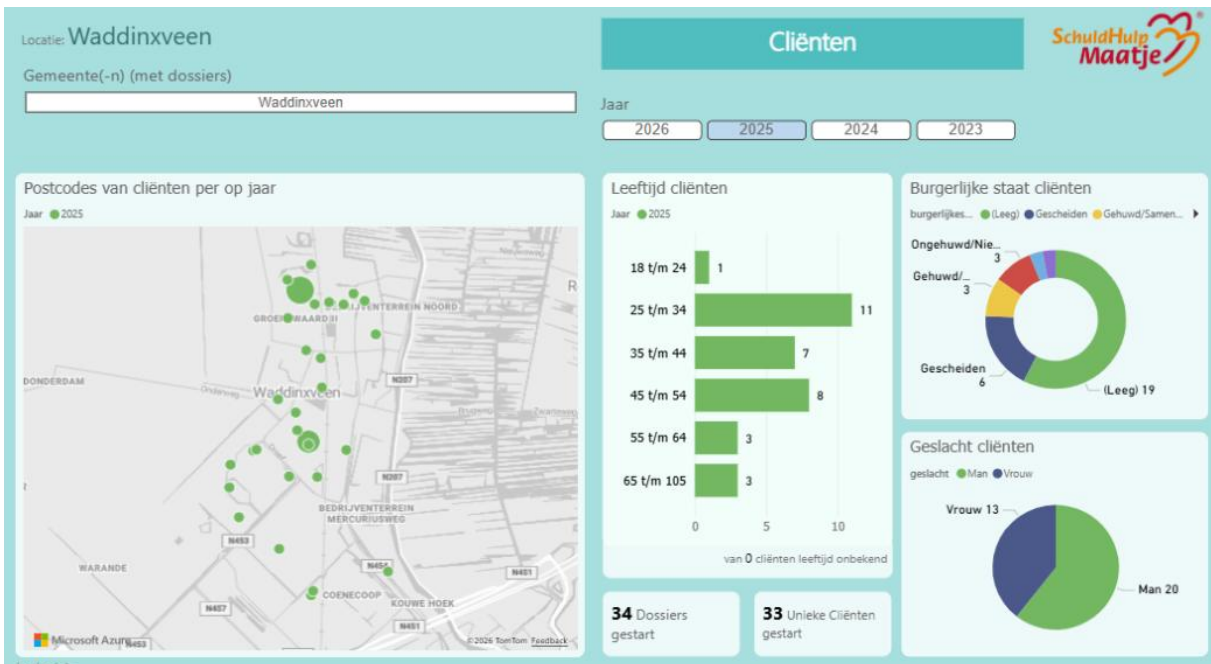 Locatie: Waddinxveen
Cliënten
SchuldHulp
Maatje
®
Gemeente(-n) (met dossiers)
Waddinxveen
Jaar
2026
2025
2024
2023
Postcodes van cliënten per op jaar
Jaar 2025
BEDRIJVENTERREIN NOORD
DONDERDAM
Waddinxveen
N207
N207
BEDRIJVENTERREIN
MERCURIUSWEG
N453
WARANDE
N451
COENECOOP
KOUWE HOEK
N457
N451
N453
Microsoft Azure
©2026 TomTom Feedback
Leeftijd cliënten
Jaar 2025
18 t/m 24 1
25 t/m 34 11
35 t/m 44 7
45 t/m 54 8
55 t/m 64 3
65 t/m 105 3
0 5 10
van 0 cliënten leeftijd onbekend
34 Dossiers
gestart
33 Unieke Cliënten
gestart
Burgerlijke staat cliënten
burgerlijkes... (Leeg) Gescheiden Gehuwd/Samen...
Ongehuwd/Nie...
3
Gehuwd/...
3
Gescheiden
6
(Leeg) 19
Geslacht cliënten
geslacht Man Vrouw
Vrouw 13
Man 20